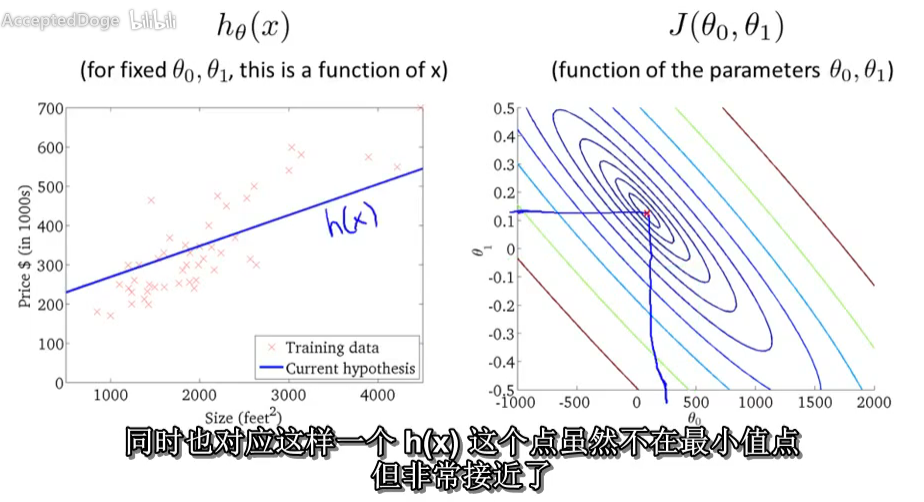 AcceptedDoge bilibili
hθ(x)
(for fixed θ0, θ1, this is a function of x)
Price $ (in 1000s)
700
600
500
400
300
200
100
0
h(x)
Training data
Current hypothesis
1000 2000 3000 4000
Size (feet²)
J(θ0, θ1)
(function of the parameters θ0, θ1)
θ1
0.5
0.4
0.3
0.2
0.1
0
-0.1
-0.2
-0.3
-0.4
-0.5
-1000 -500 0 500 1000 1500 2000
θ0
同时也对应这样一个 h(x) 这个点虽然不在最小值点
但非常接近了